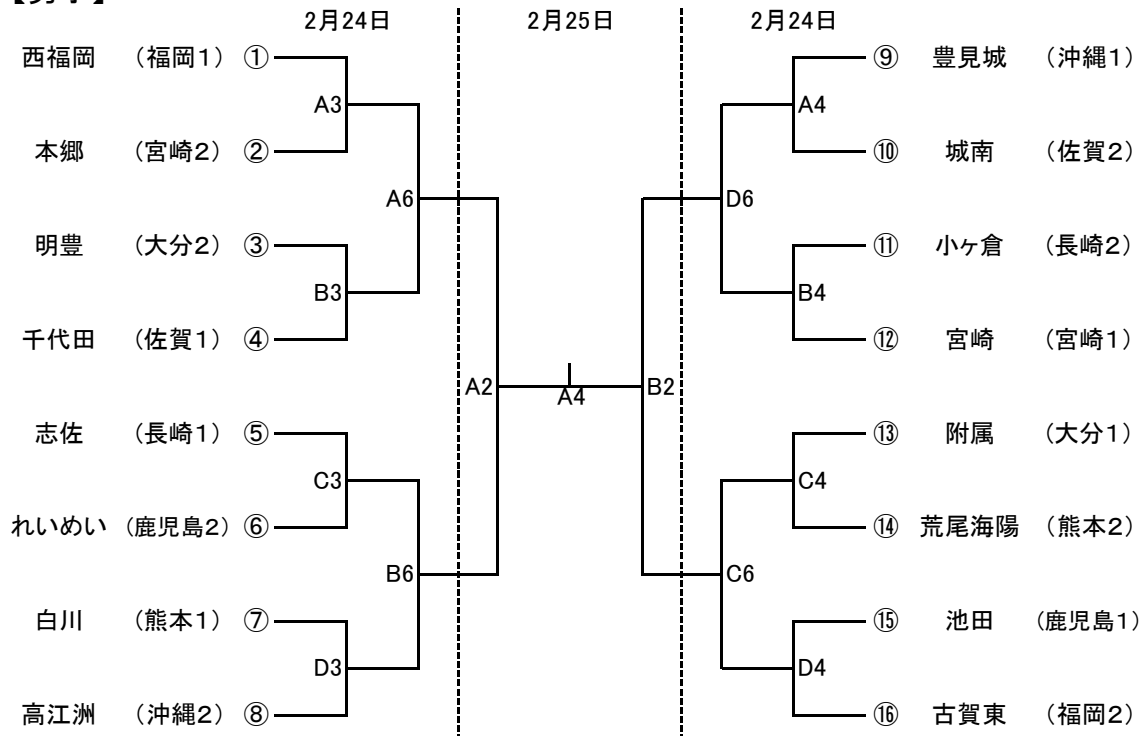 2月24日 2月25日 2月24日
西福岡 (福岡1) ① ⑨ 豊見城 (沖縄1)
A3 A4
本郷 (宮崎2) ② ⑩ 城南 (佐賀2)
A6 D6
明豊 (大分2) ③ ⑪ 小ヶ倉 (長崎2)
B3 B4
千代田 (佐賀1) ④ ⑫ 宮崎 (宮崎1)
A2 A4 B2
志佐 (長崎1) ⑤ ⑬ 附属 (大分1)
C3 C4
れいめい (鹿児島2) ⑥ ⑭ 荒尾海陽 (熊本2)
B6 C6
白川 (熊本1) ⑦ ⑮ 池田 (鹿児島1)
D3 D4
高江洲 (沖縄2) ⑧ ⑯ 古賀東 (福岡2)